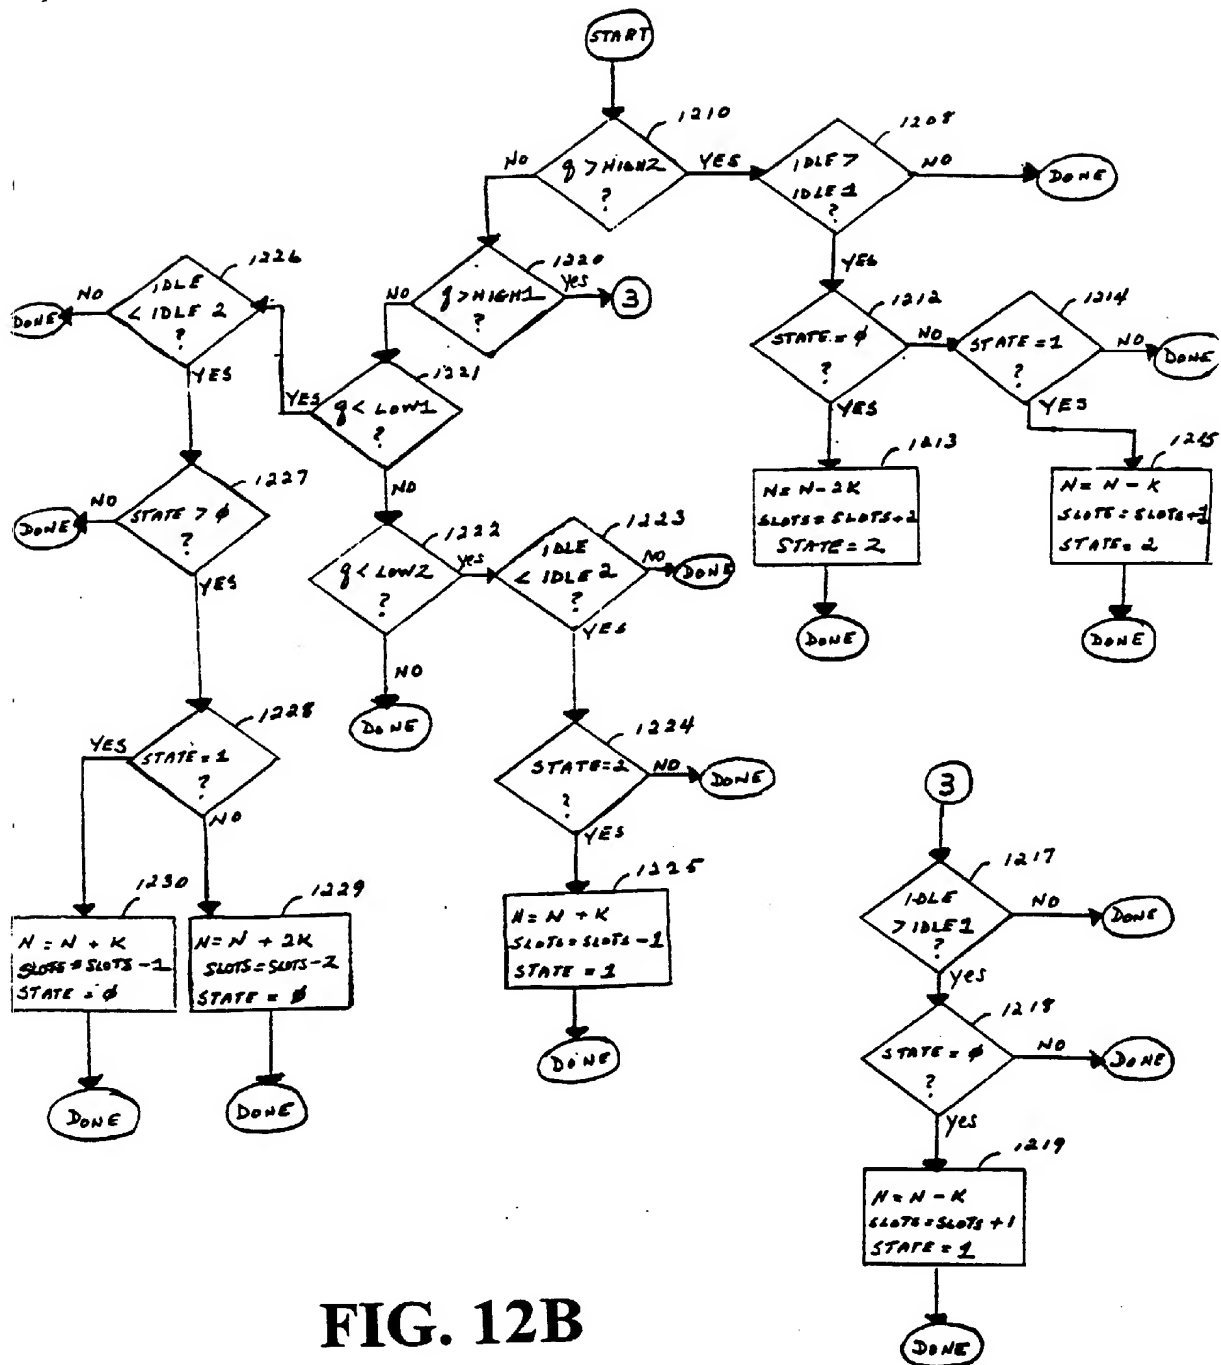 START
1210
q > HIGH2
?
NO
YES
1208
IDLE >
IDLE 1
?
NO
DONE
YES
1220
q > HIGH1
?
NO
yes
3
1226
IDLE
< IDLE 2
?
NO
DONE
YES
1212
STATE = φ
?
NO
YES
1214
STATE = 1
?
NO
DONE
YES
1221
q < LOW1
?
YES
NO
1213
N = N - 2K
SLOTS = SLOTS + 2
STATE = 2
DONE
1215
N = N - K
SLOTS = SLOTS + 1
STATE = 2
DONE
1227
STATE > φ
?
NO
DONE
YES
1222
q < LOW2
?
yes
NO
DONE
1223
IDLE
< IDLE 2
?
NO
DONE
YES
1228
STATE = 1
?
YES
NO
1224
STATE = 2
?
NO
DONE
YES
1230
N = N + K
SLOTS = SLOTS - 1
STATE = φ
DONE
1229
N = N + 2K
SLOTS = SLOTS - 2
STATE = φ
DONE
1225
N = N + K
SLOTS = SLOTS - 1
STATE = 1
DONE
3
1217
IDLE
> IDLE 1
?
NO
DONE
yes
1218
STATE = φ
?
NO
DONE
yes
1219
N = N - K
SLOTS = SLOTS + 1
STATE = 1
DONE
FIG. 12B